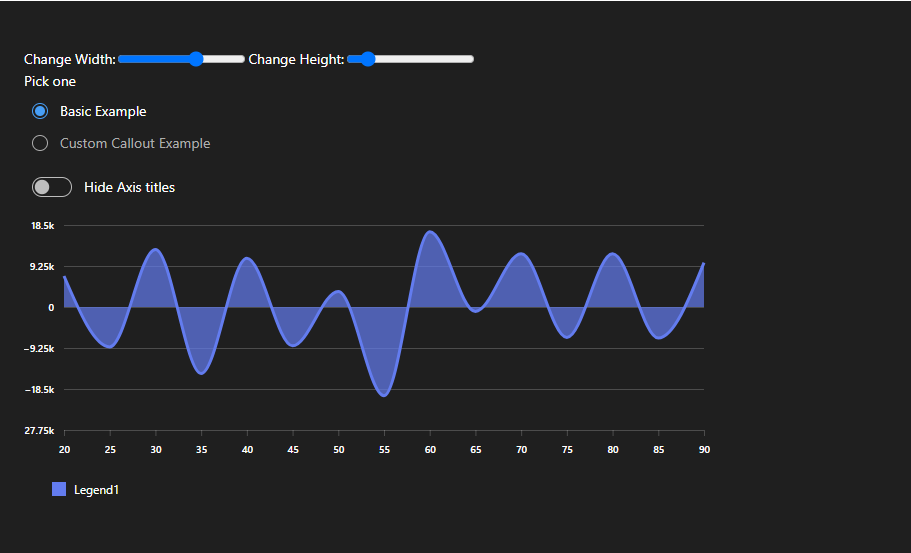 Change Width: Change Height:
Pick one
Basic Example
Custom Callout Example
Hide Axis titles
18.5k
9.25k
0
−9.25k
−18.5k
27.75k
20 25 30 35 40 45 50 55 60 65 70 75 80 85 90
Legend1